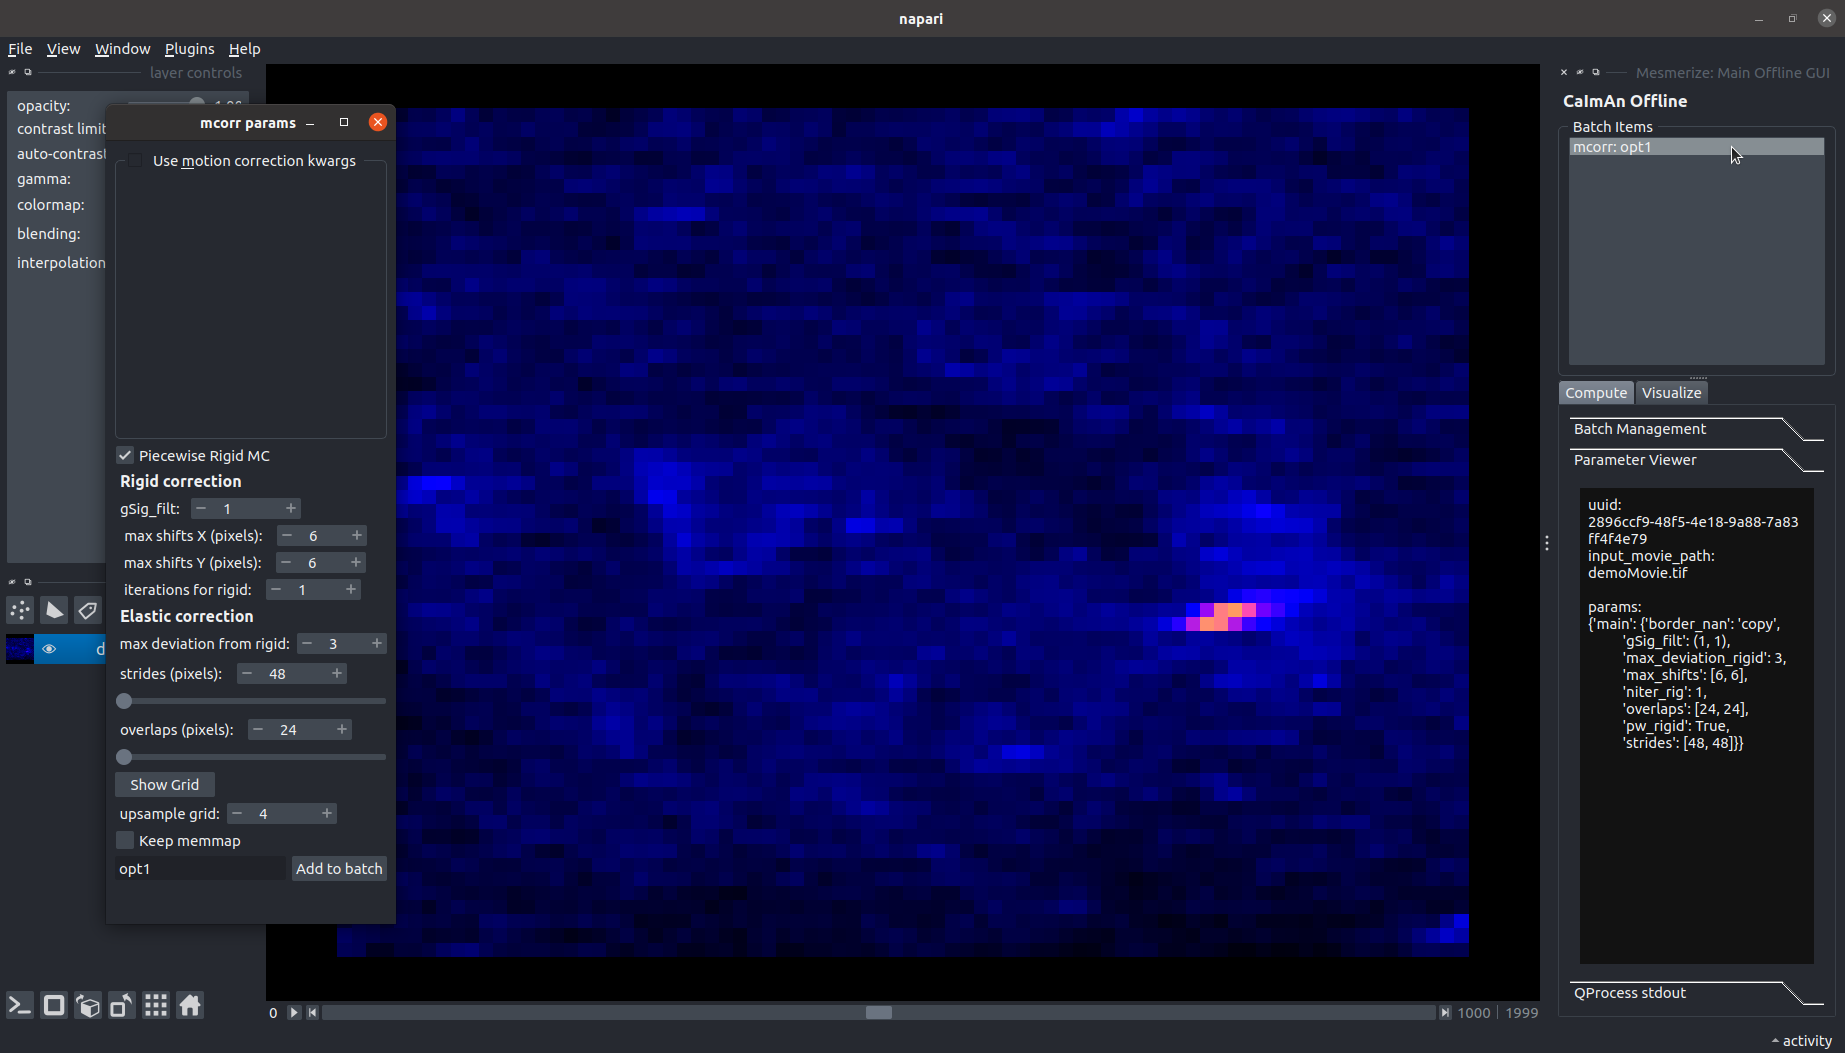 napari
File View Window Plugins Help
layer controls
opacity:
contrast limit
auto-contrast
gamma:
colormap:
blending:
interpolation
d
mcorr params
Use motion correction kwargs
Piecewise Rigid MC
Rigid correction
gSig_filt: 1
max shifts X (pixels): 6
max shifts Y (pixels): 6
iterations for rigid: 1
Elastic correction
max deviation from rigid: 3
strides (pixels): 48
overlaps (pixels): 24
Show Grid
upsample grid: 4
Keep memmap
opt1 Add to batch
0 1000 1999
Mesmerize: Main Offline GUI
CaImAn Offline
Batch Items
mcorr: opt1
Compute Visualize
Batch Management
Parameter Viewer
uuid:
2896ccf9-48f5-4e18-9a88-7a83
ff4f4e79
input_movie_path:
demoMovie.tif
params:
{'main': {'border_nan': 'copy',
'gSig_filt': (1, 1),
'max_deviation_rigid': 3,
'max_shifts': [6, 6],
'niter_rig': 1,
'overlaps': [24, 24],
'pw_rigid': True,
'strides': [48, 48]}}
QProcess stdout
activity